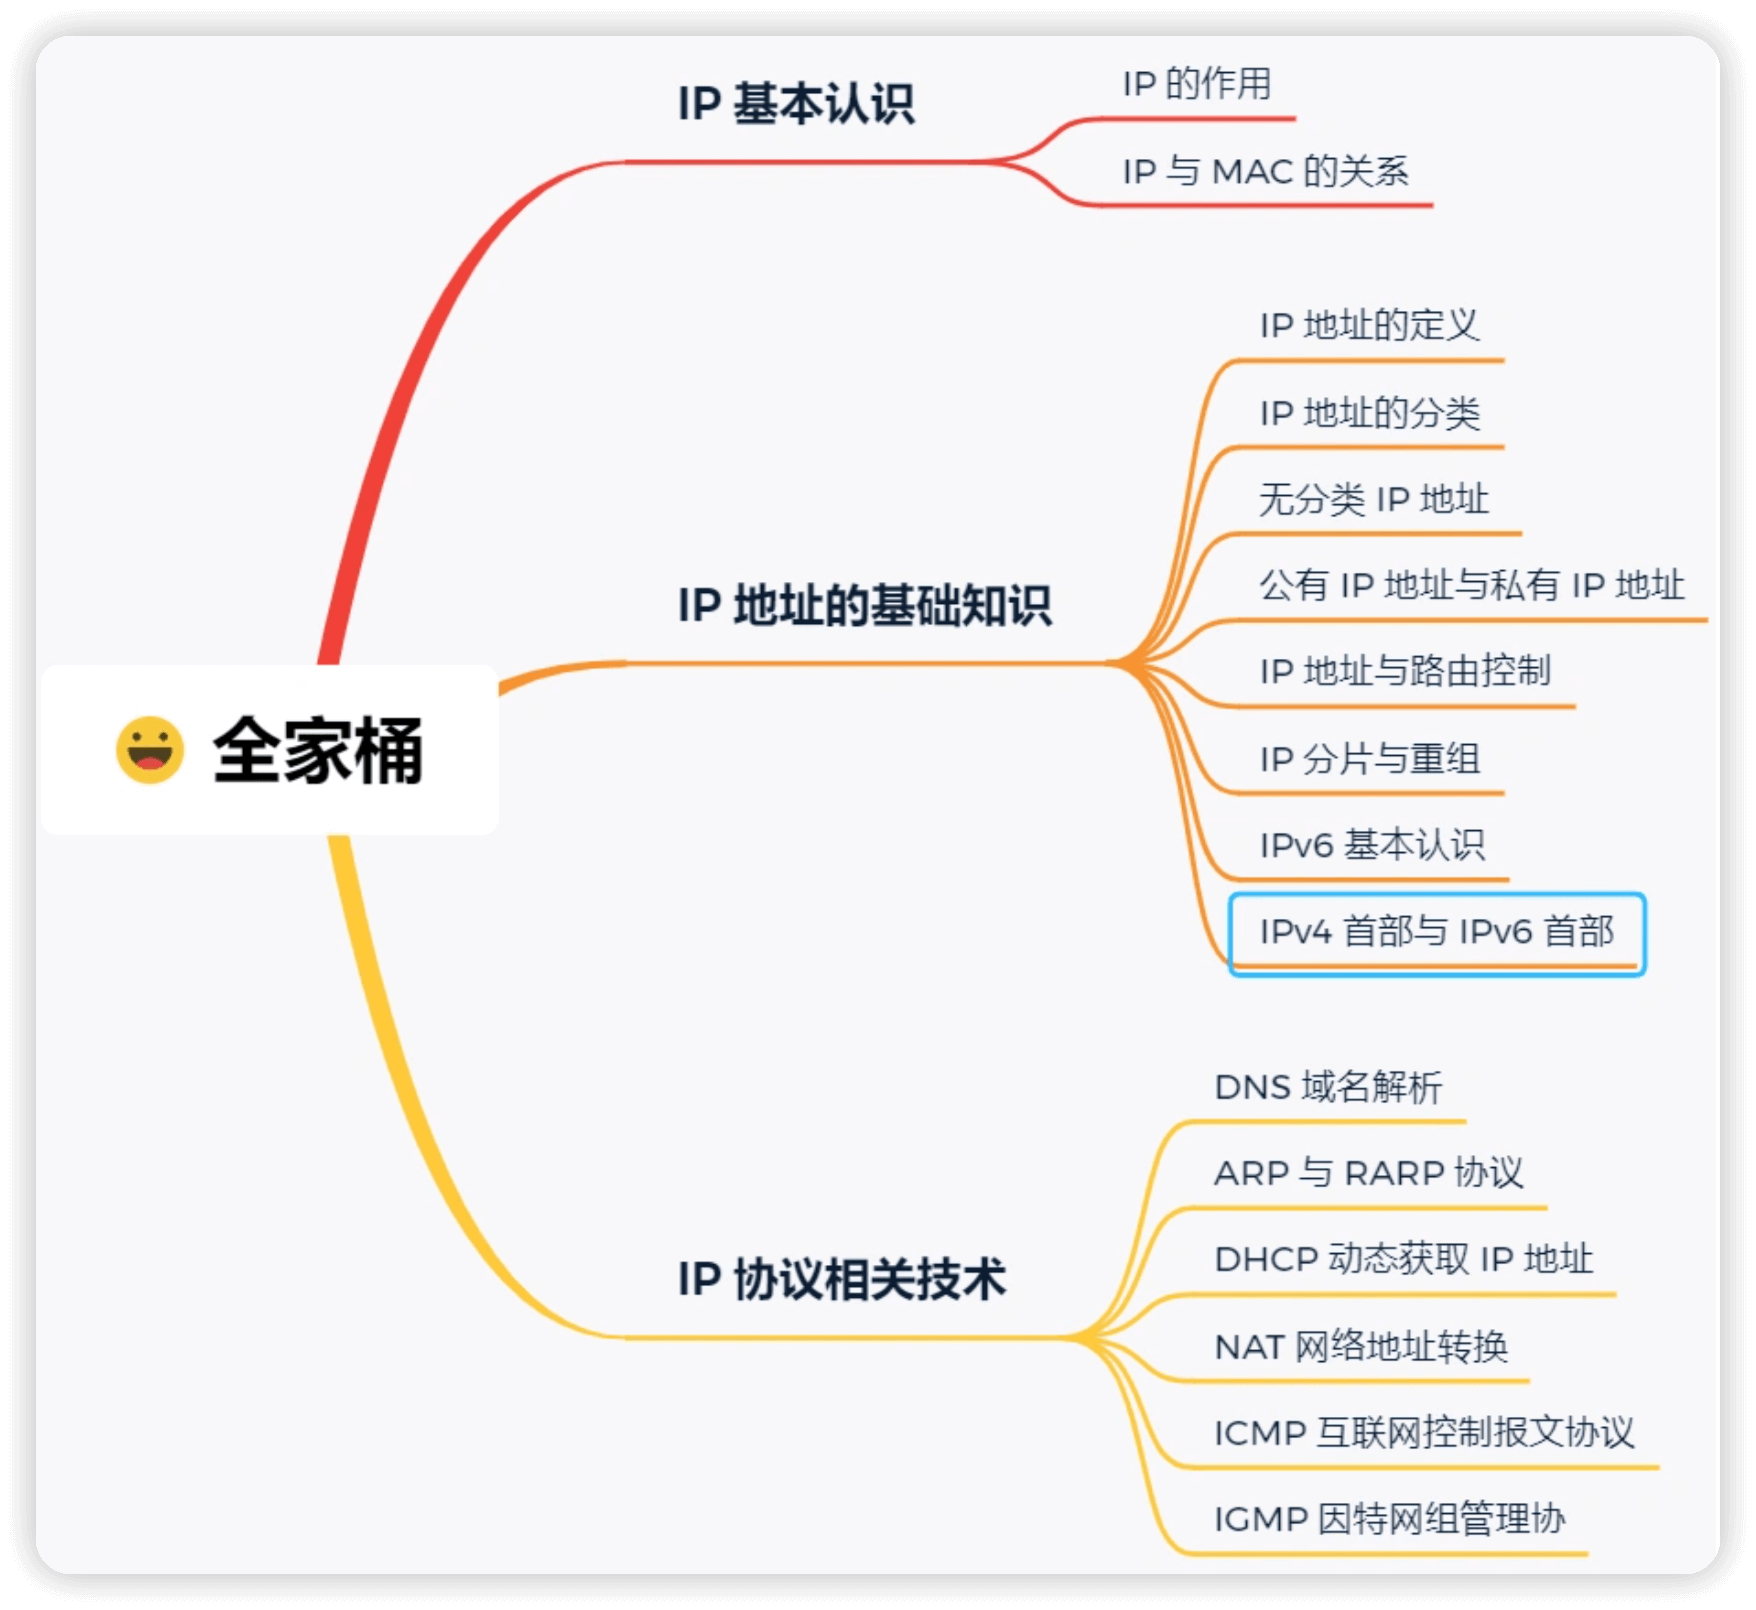 IP 基本认识
IP 的作用
IP 与 MAC 的关系
全家桶
IP 地址的基础知识
IP 地址的定义
IP 地址的分类
无分类 IP 地址
公有 IP 地址与私有 IP 地址
IP 地址与路由控制
IP 分片与重组
IPv6 基本认识
IPv4 首部与 IPv6 首部
IP 协议相关技术
DNS 域名解析
ARP 与 RARP 协议
DHCP 动态获取 IP 地址
NAT 网络地址转换
ICMP 互联网控制报文协议
IGMP 因特网组管理协